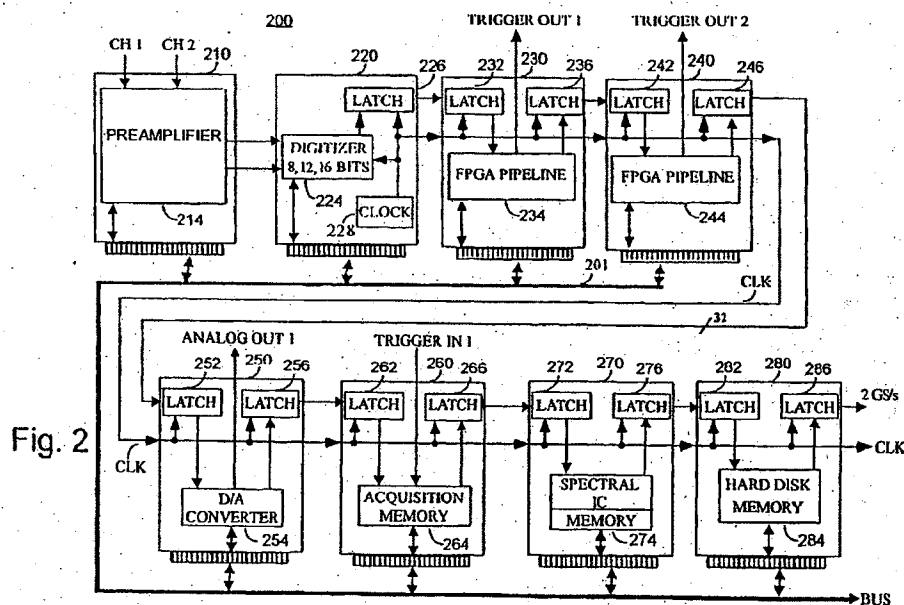 200
TRIGGER OUT 1
TRIGGER OUT 2
CH 1
CH 2
210
220
226
232
230
236
242
240
246
LATCH
LATCH
LATCH
LATCH
LATCH
PREAMPLIFIER
DIGITIZER
8, 12, 16 BITS
FPGA PIPELINE
FPGA PIPELINE
214
224
228
CLOCK
234
244
201
CLK
32
ANALOG OUT 1
TRIGGER IN 1
252
250
256
262
260
266
272
270
276
282
280
286
LATCH
LATCH
LATCH
LATCH
LATCH
LATCH
LATCH
LATCH
2 GS/s
Fig. 2
CLK
CLK
D/A
CONVERTER
ACQUISITION
MEMORY
SPECTRAL
IC
MEMORY
HARD DISK
MEMORY
254
264
274
284
BUS